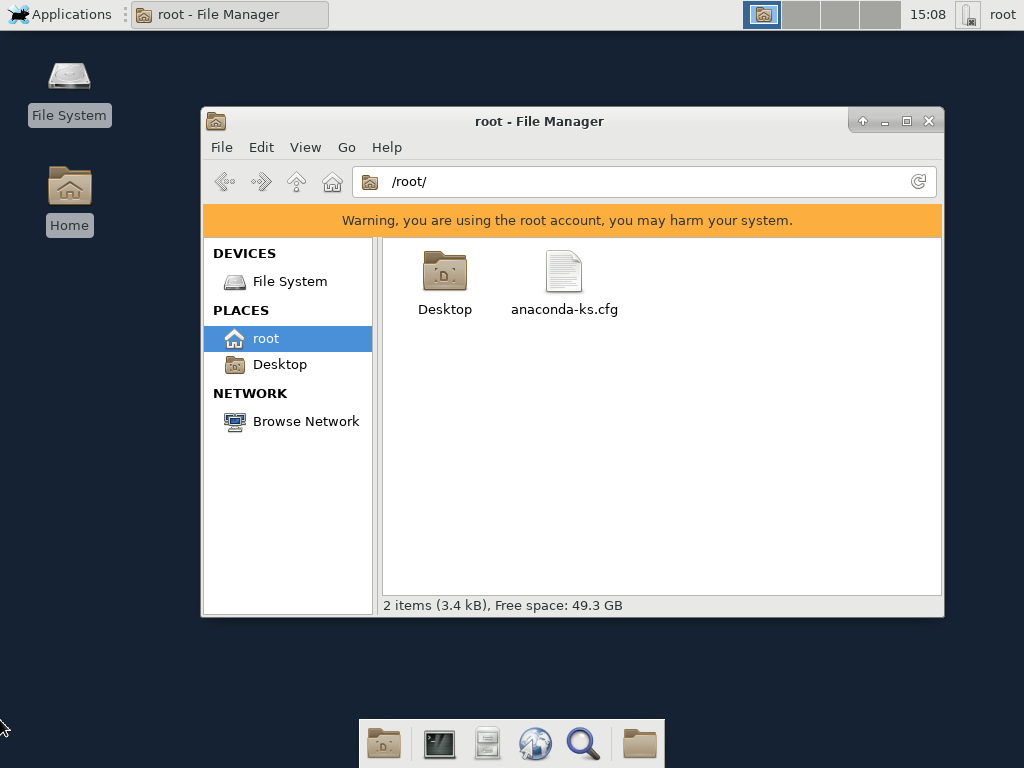 Applications
root - File Manager
15:08
root
File System
Home
root - File Manager
File Edit View Go Help
/root/
Warning, you are using the root account, you may harm your system.
DEVICES
File System
PLACES
root
Desktop
NETWORK
Browse Network
Desktop
anaconda-ks.cfg
2 items (3.4 kB), Free space: 49.3 GB